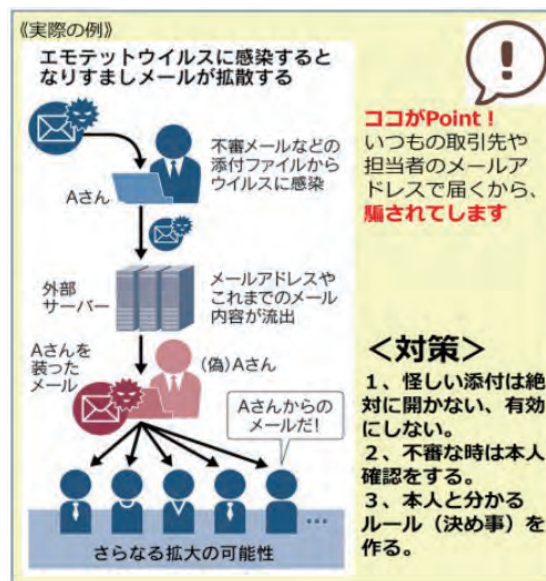 《実際の例》
エモテットウイルスに感染すると
なりすましメールが拡散する
不審メールなどの
添付ファイルから
ウイルスに感染
Aさん
外部
サーバー
メールアドレスや
これまでのメール
内容が流出
Aさんを
装った
メール
(偽)Aさん
Aさんからの
メールだ!
…
さらなる拡大の可能性
!
ココがPoint!
いつもの取引先や
担当者のメールア
ドレスで届くから、
騙されてします
＜対策＞
1、怪しい添付は絶
対に開かない、有効
にしない。
2、不審な時は本人
確認をする。
3、本人と分かる
ルール（決め事）を
作る。